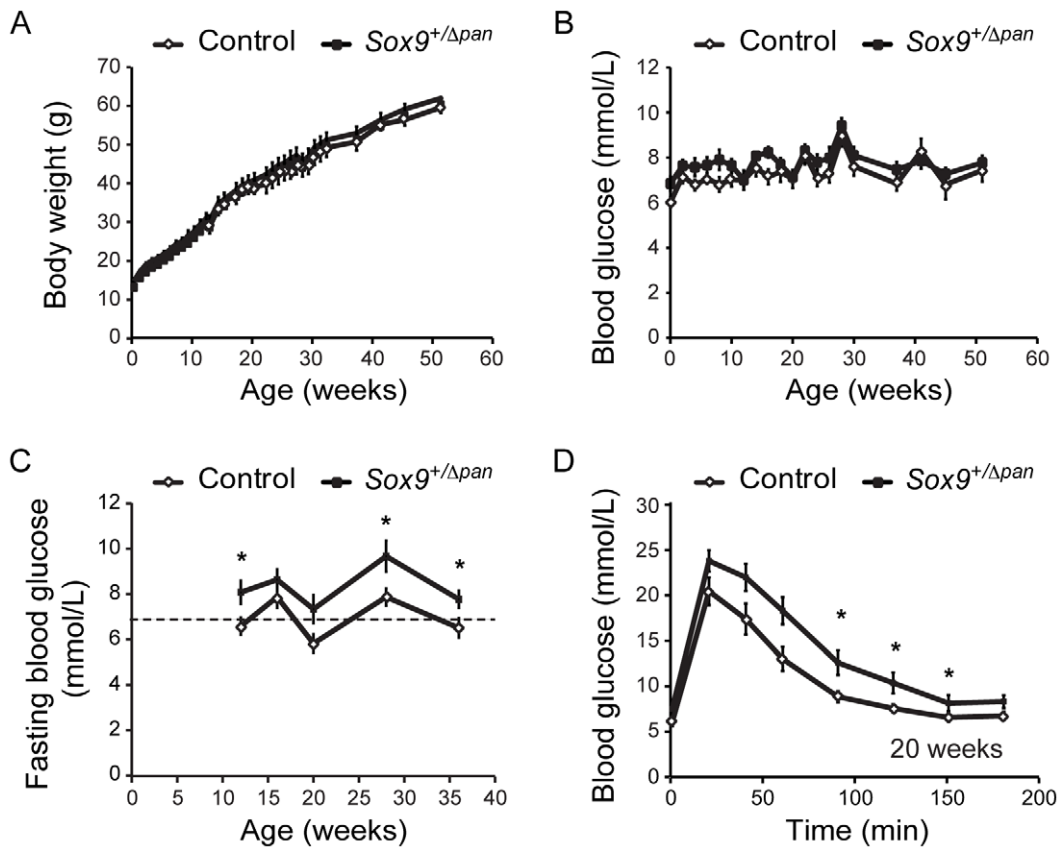 A
Control Sox9+/Δpan
Body weight (g)
70
60
50
40
30
20
10
0
0 10 20 30 40 50 60
Age (weeks)
B
Control Sox9+/Δpan
Blood glucose (mmol/L)
12
10
8
6
4
2
0
0 10 20 30 40 50 60
Age (weeks)
C
Control Sox9+/Δpan
Fasting blood glucose
(mmol/L)
12
10
8
6
4
2
0
* * *
0 5 10 15 20 25 30 35 40
Age (weeks)
D
Control Sox9+/Δpan
Blood glucose (mmol/L)
30
25
20
15
10
5
0
* * *
20 weeks
0 50 100 150 200
Time (min)